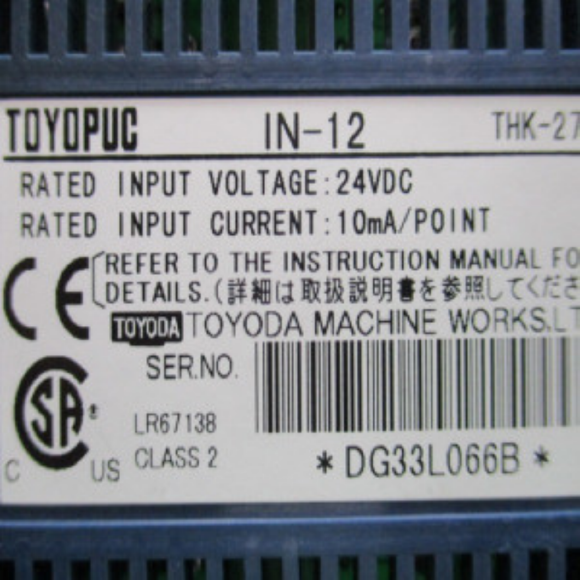 TOYOPUC IN-12 THK-27
RATED INPUT VOLTAGE:24VDC
RATED INPUT CURRENT:10mA/POINT
CE REFER TO THE INSTRUCTION MANUAL FO
DETAILS.(詳細は取扱説明書を参照してくださ
TOYODA TOYODA MACHINE WORKS.LT
SER.NO.
SA ® LR67138
C US CLASS 2
*DG33L066B*